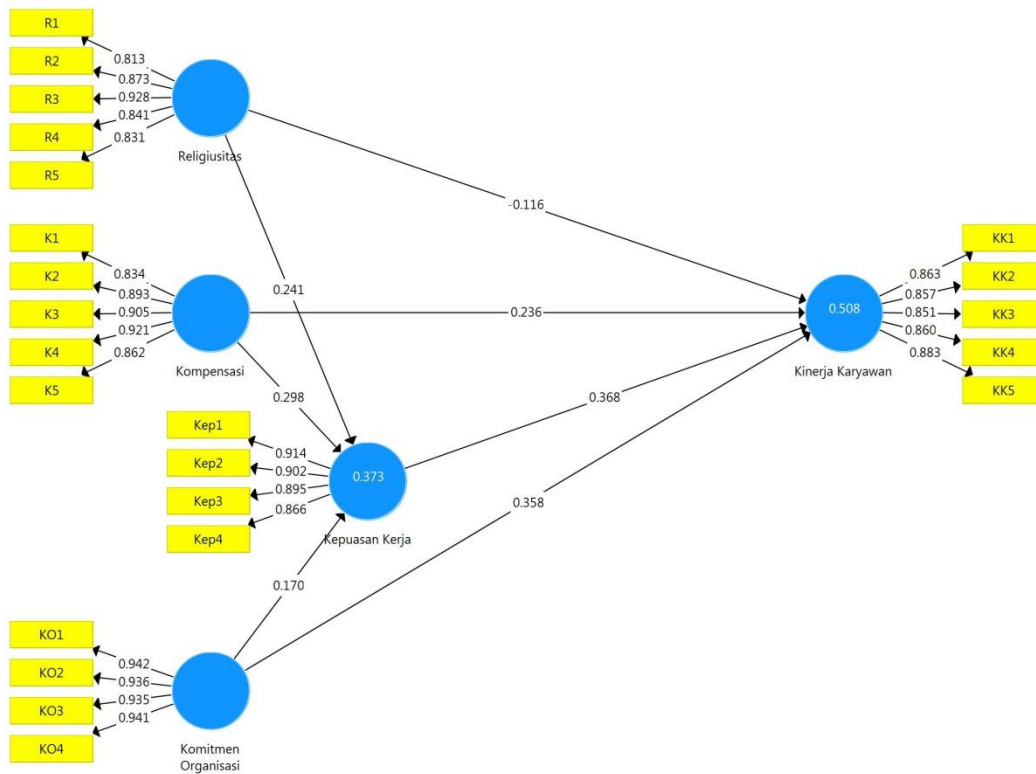 R1
R2
R3
R4
R5
0.813
0.873
0.928
0.841
0.831
Religiusitas
K1
K2
K3
K4
K5
0.834
0.893
0.905
0.921
0.862
Kompensasi
-0.116
0.241
0.236
0.298
Kep1
Kep2
Kep3
Kep4
0.914
0.902
0.895
0.866
0.373
Kepuasan Kerja
0.368
0.358
0.170
KO1
KO2
KO3
KO4
0.942
0.936
0.935
0.941
Komitmen
Organisasi
0.508
Kinerja Karyawan
0.863
0.857
0.851
0.860
0.883
KK1
KK2
KK3
KK4
KK5